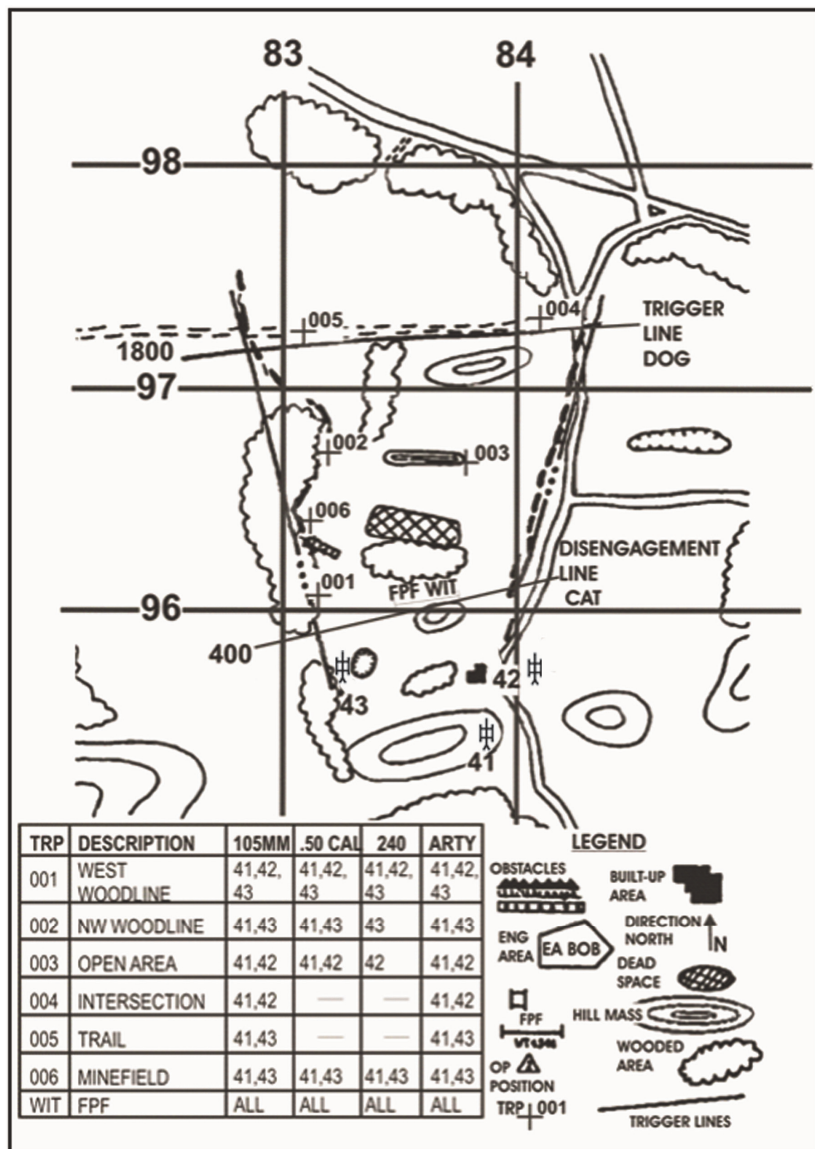 83 84
98
005 004
TRIGGER
LINE
DOG
1800
97
002
003
006
DISENGAGEMENT
LINE
CAT
001
FPF WIT
96
400
42
43
41
TRP DESCRIPTION 105MM .50 CAL 240 ARTY
001 WEST WOODLINE 41,42, 43 41,42, 43 41,42, 43 41,42, 43
002 NW WOODLINE 41,43 41,43 43 41,43
003 OPEN AREA 41,42 41,42 42 41,42
004 INTERSECTION 41,42 — — 41,42
005 TRAIL 41,43 — — 41,43
006 MINEFIELD 41,43 41,43 41,43 41,43
WIT FPF ALL ALL ALL ALL
LEGEND
OBSTACLES
BUILT-UP
AREA
ENG
AREA
EA BOB
DIRECTION
NORTH
N
DEAD
SPACE
FPF
HILL MASS
WOODED
AREA
OP
POSITION
TRP 001
TRIGGER LINES